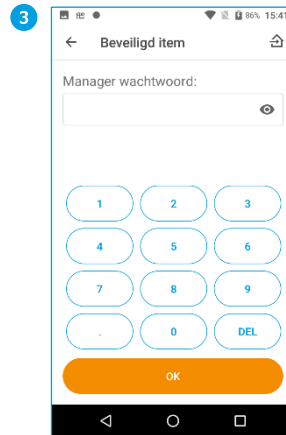 3
86% 15:41
Beveiligd item
Manager wachtwoord:
1 2 3
4 5 6
7 8 9
. 0 DEL
OK